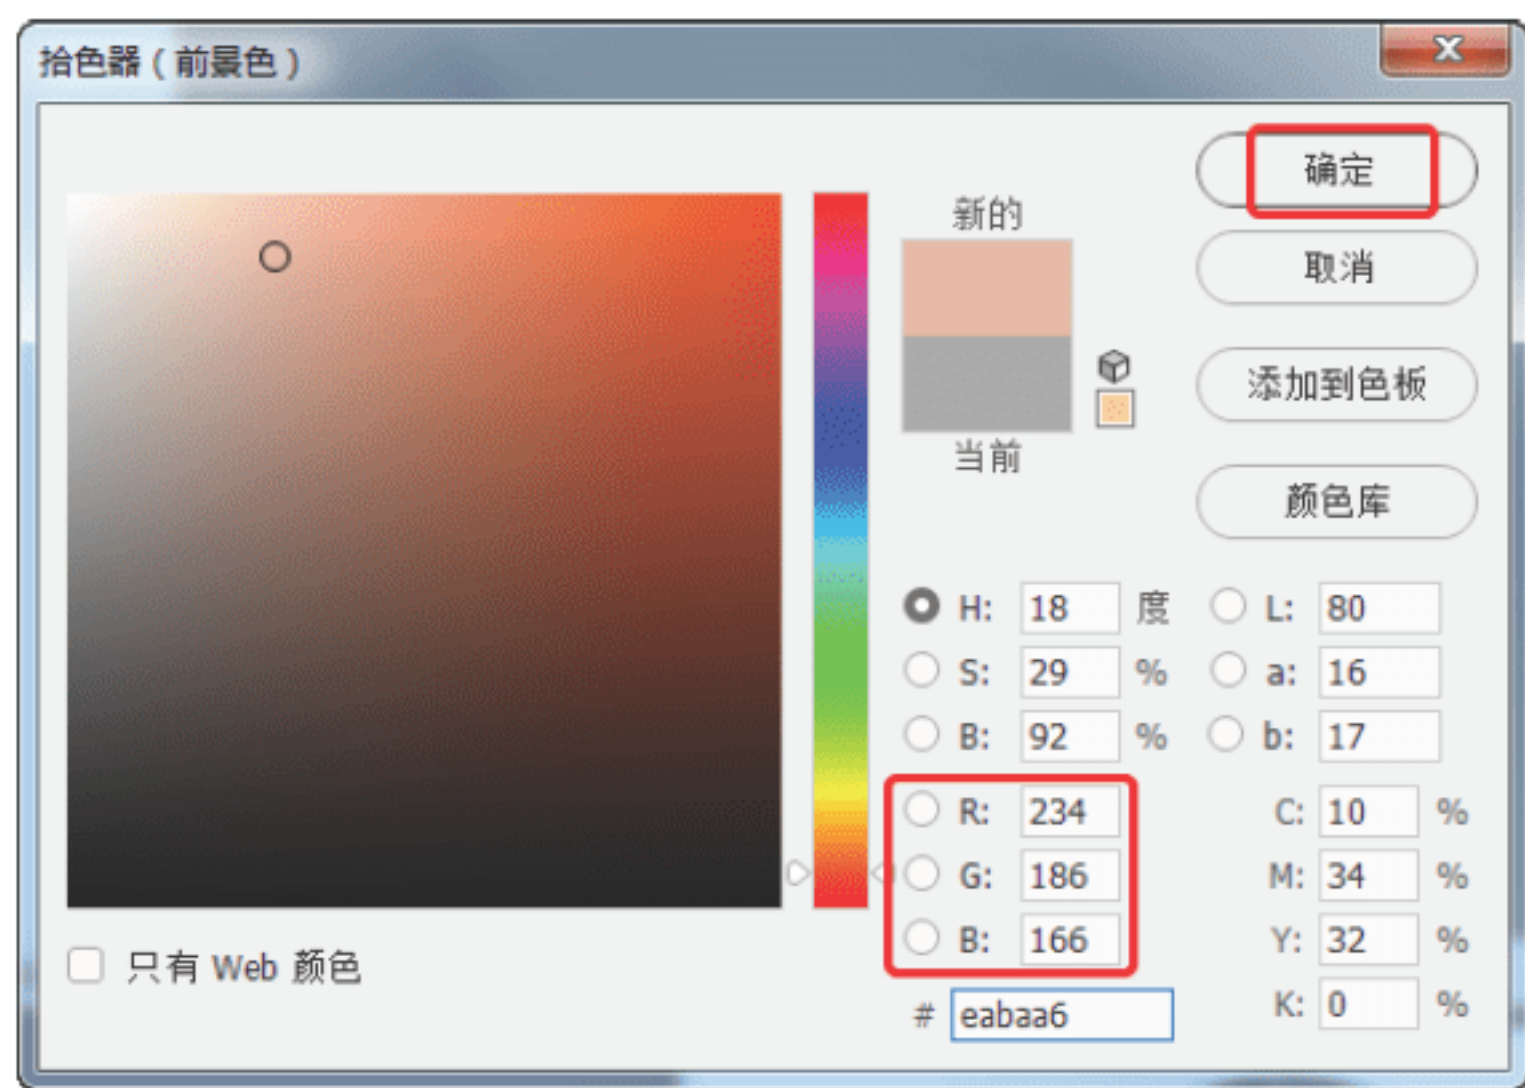 拾色器（前景色）
确定
新的
取消
添加到色板
当前
颜色库
H: 18 度 L: 80
S: 29 % a: 16
B: 92 % b: 17
R: 234 C: 10 %
G: 186 M: 34 %
B: 166 Y: 32 %
只有 Web 颜色
# eabaa6 K: 0 %